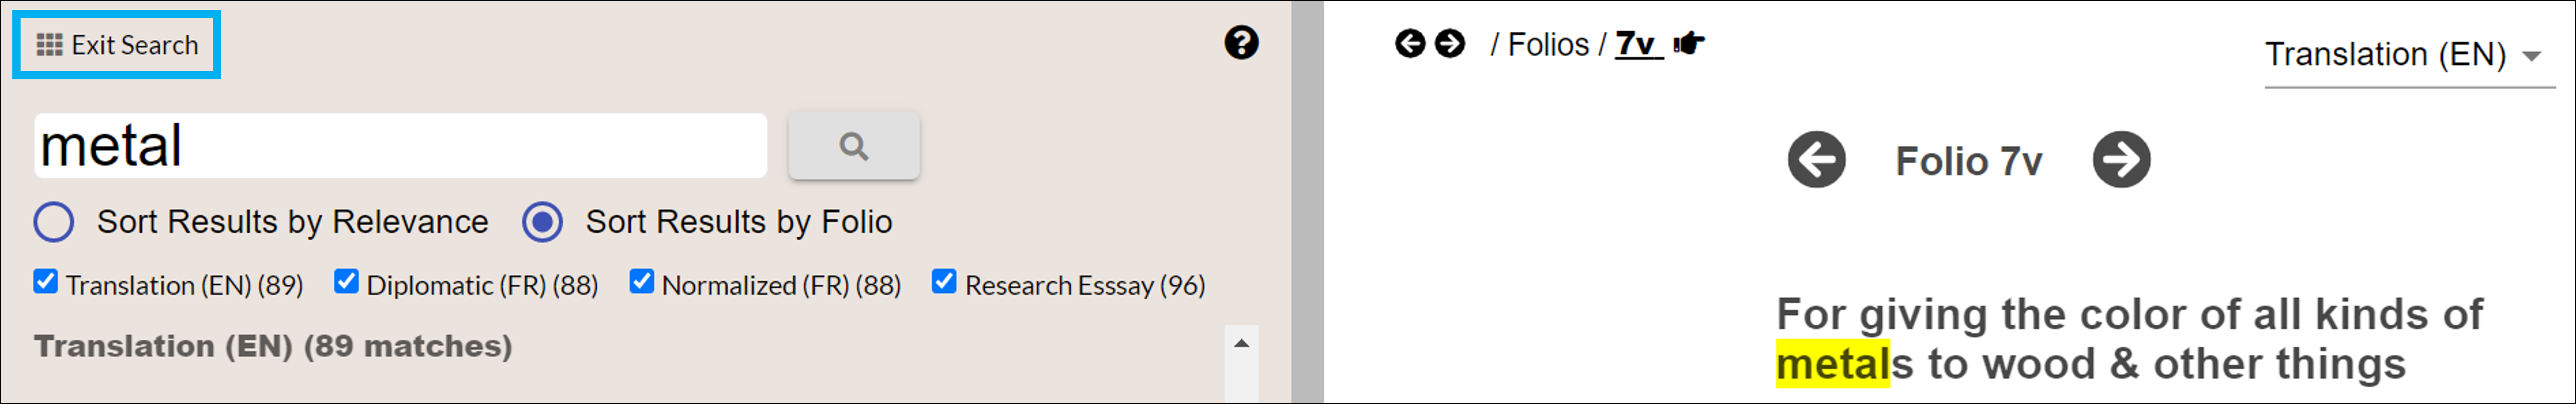 Exit Search
metal
Sort Results by Relevance Sort Results by Folio
Translation (EN) (89) Diplomatic (FR) (88) Normalized (FR) (88) Research Esssay (96)
Translation (EN) (89 matches)
/ Folios / 7v
Translation (EN)
Folio 7v
For giving the color of all kinds of
metals to wood & other things